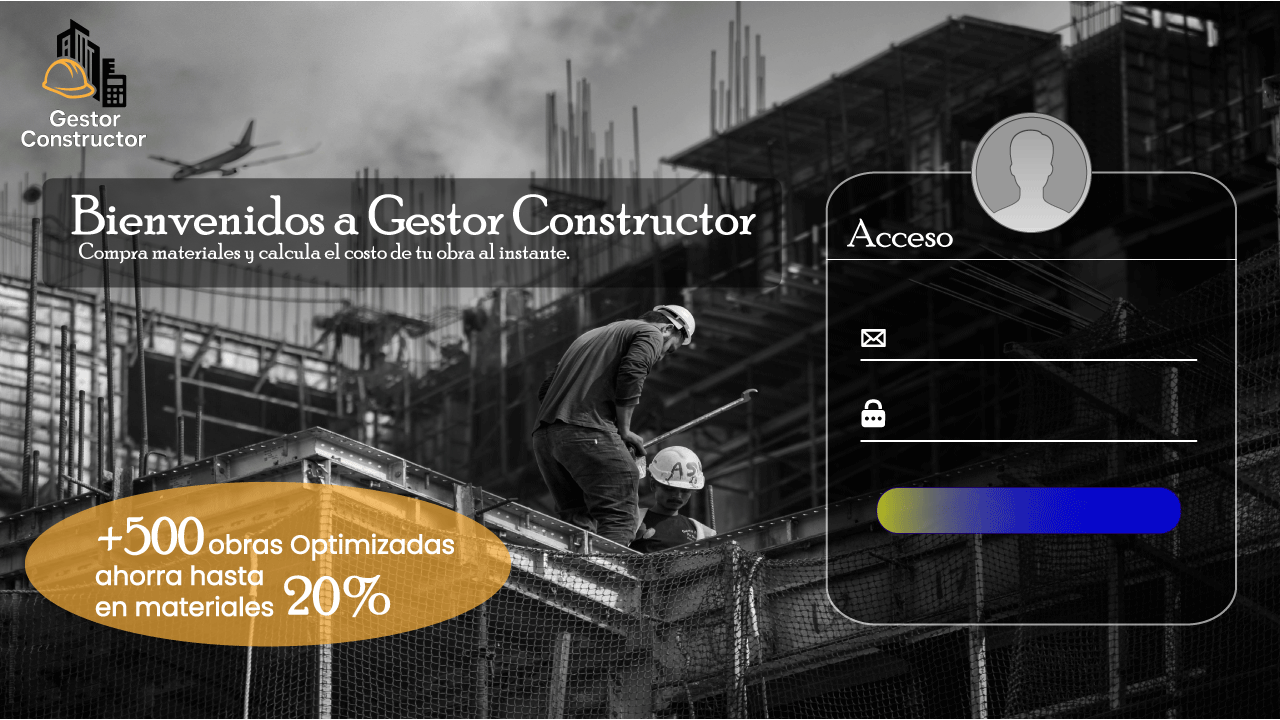 Gestor
Constructor
Bienvenidos a Gestor Constructor
Compra materiales y calcula el costo de tu obra al instante.
Acceso
AS
+500 obras Optimizadas
ahorra hasta
en materiales 20%